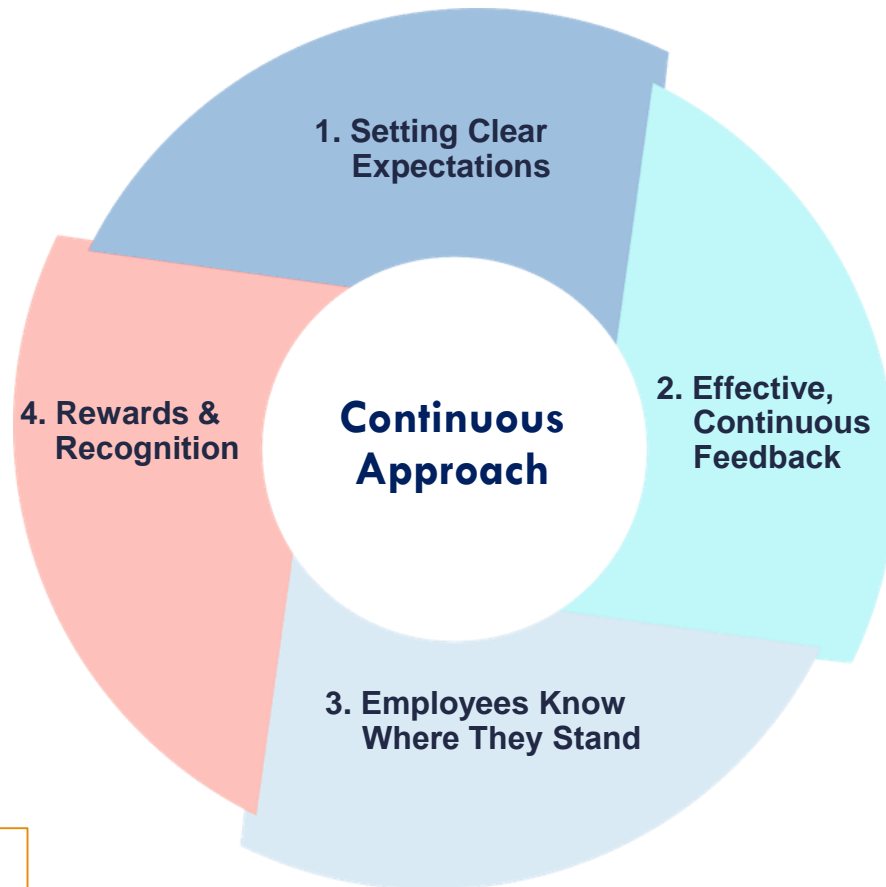 1. Setting Clear
Expectations
2. Effective,
Continuous
Feedback
3. Employees Know
Where They Stand
4. Rewards &
Recognition
Continuous
Approach